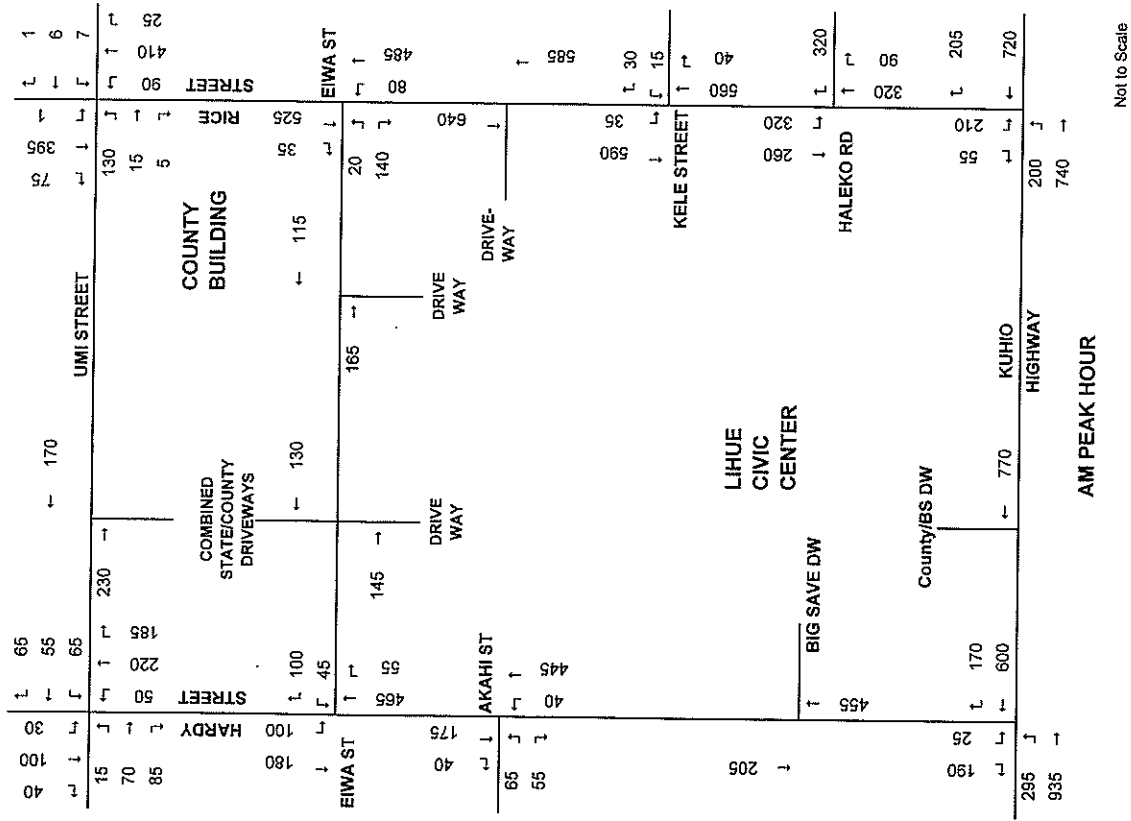 1
6
7
25
410
90
75
395
1
130
15
5
UMI STREET
170
230
65
55
65
50
220
185
40
100
30
15
70
85
STREET
RICE
COUNTY
BUILDING
COMBINED
STATE/COUNTY
DRIVEWAYS
STREET
HARDY
525
35
EIWA ST
80
485
20
140
115
130
165
145
DRIVE
WAY
DRIVE
WAY
100
45
180
100
EIWA ST
465
55
640
585
DRIVE-
WAY
AKAHI ST
175
40
40
445
65
55
590
35
30
15
KELE STREET
560
40
LIHUE
CIVIC
CENTER
260
320
320
HALEKO RD
320
90
BIG SAVE DW
455
205
County/BS DW
55
210
205
720
KUHIO
HIGHWAY
770
170
600
190
25
295
935
200
740
AM PEAK HOUR
Not to Scale